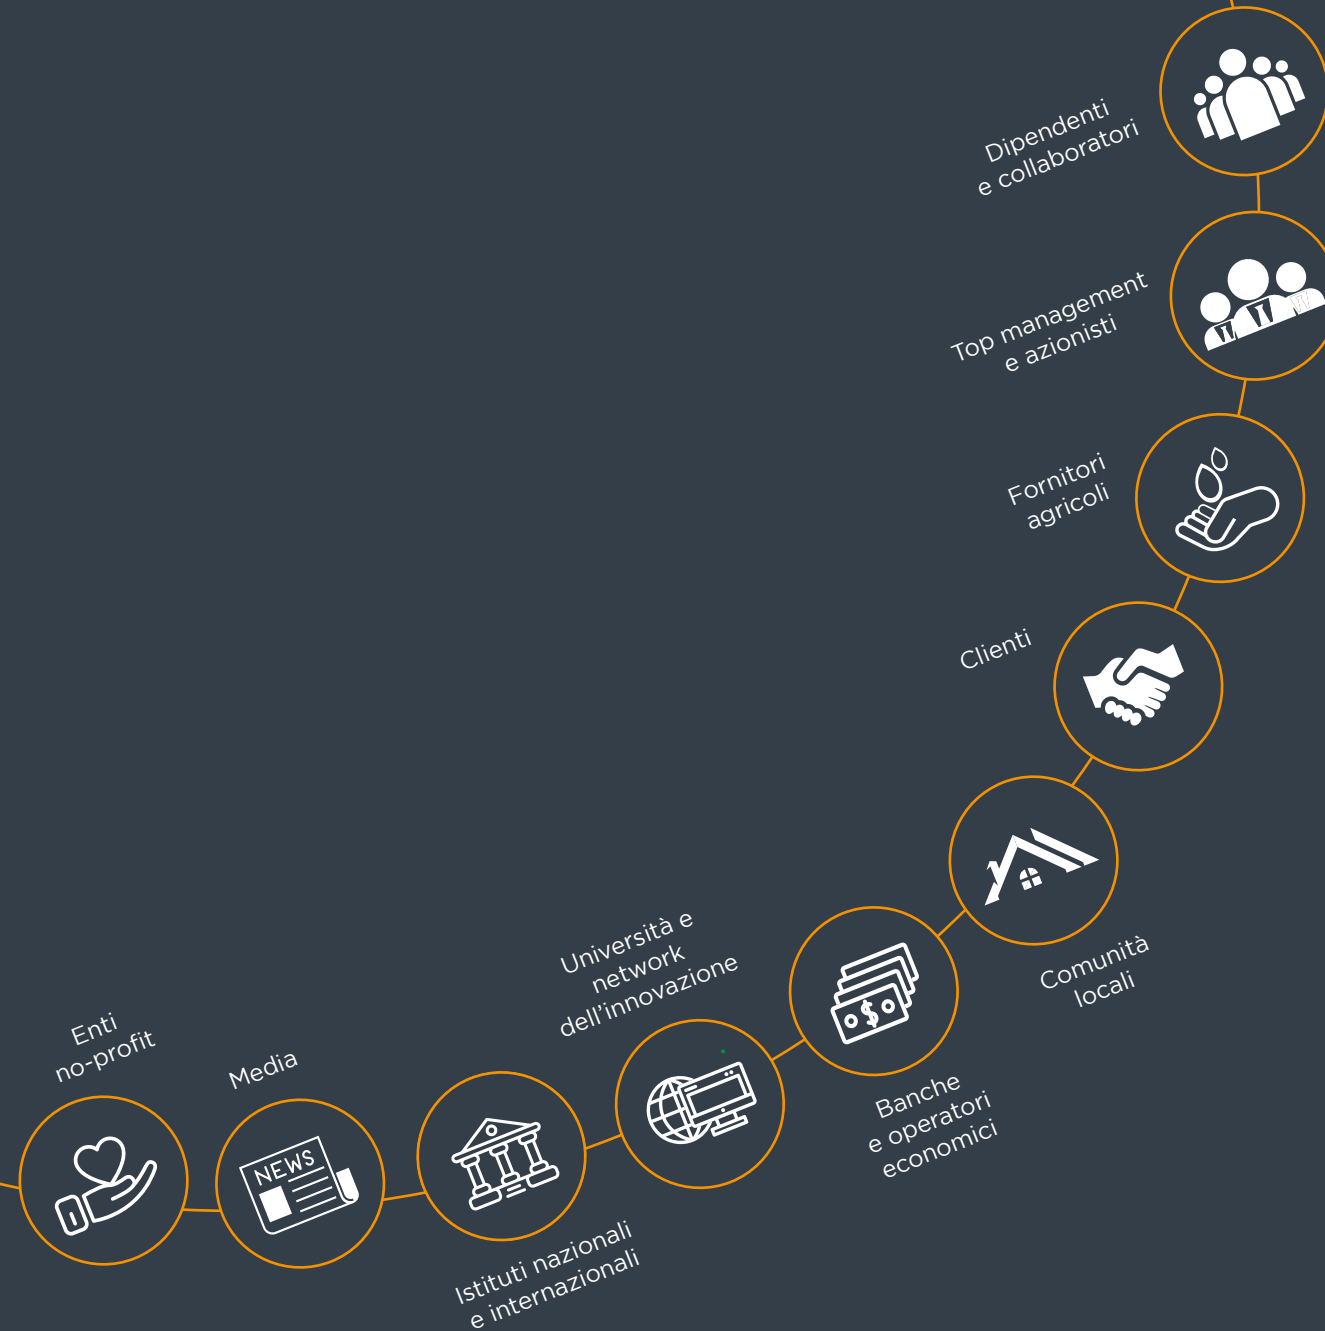 Dipendenti
e collaboratori
Top management
e azionisti
Fornitori
agricoli
Clienti
Comunità
locali
Banche
e operatori
economici
Università e
network
dell'innovazione
Istituti nazionali
e internazionali
Media
NEWS
Enti
no-profit